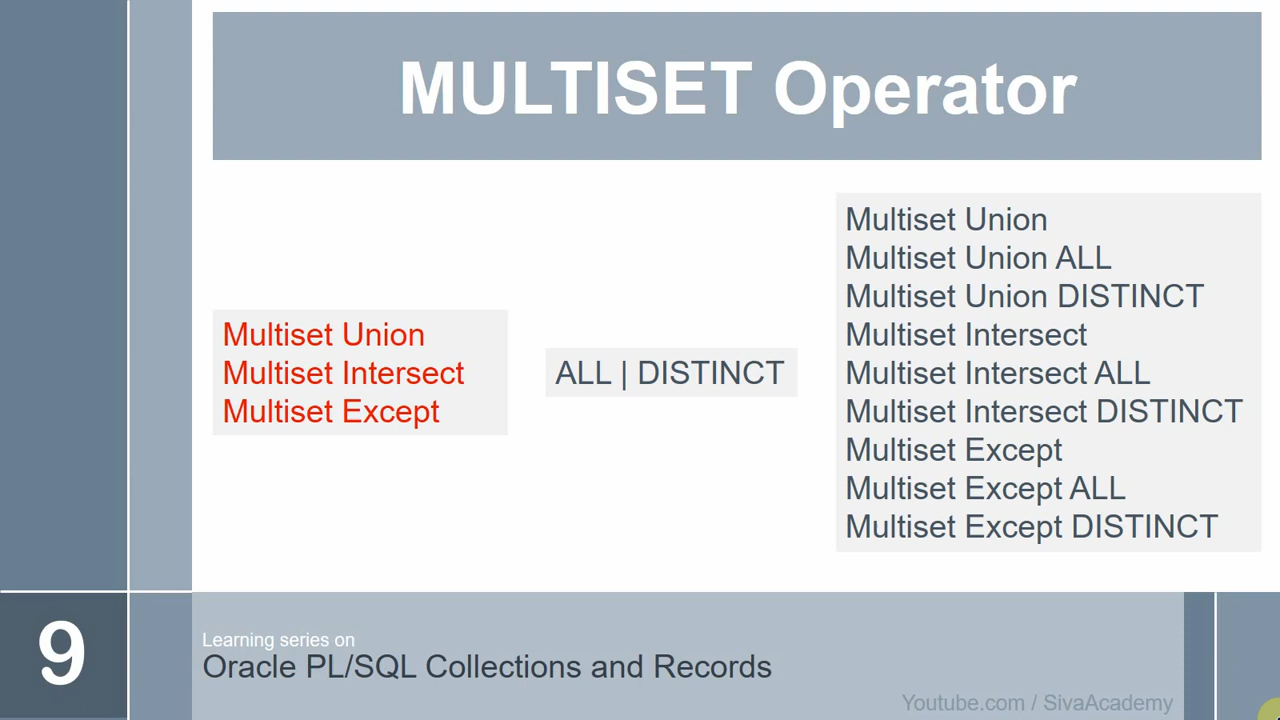 MULTISET Operator
Multiset Union
Multiset Intersect
Multiset Except
ALL | DISTINCT
Multiset Union
Multiset Union ALL
Multiset Union DISTINCT
Multiset Intersect
Multiset Intersect ALL
Multiset Intersect DISTINCT
Multiset Except
Multiset Except ALL
Multiset Except DISTINCT
9
Learning series on
Oracle PL/SQL Collections and Records
Youtube.com / SivaAcademy